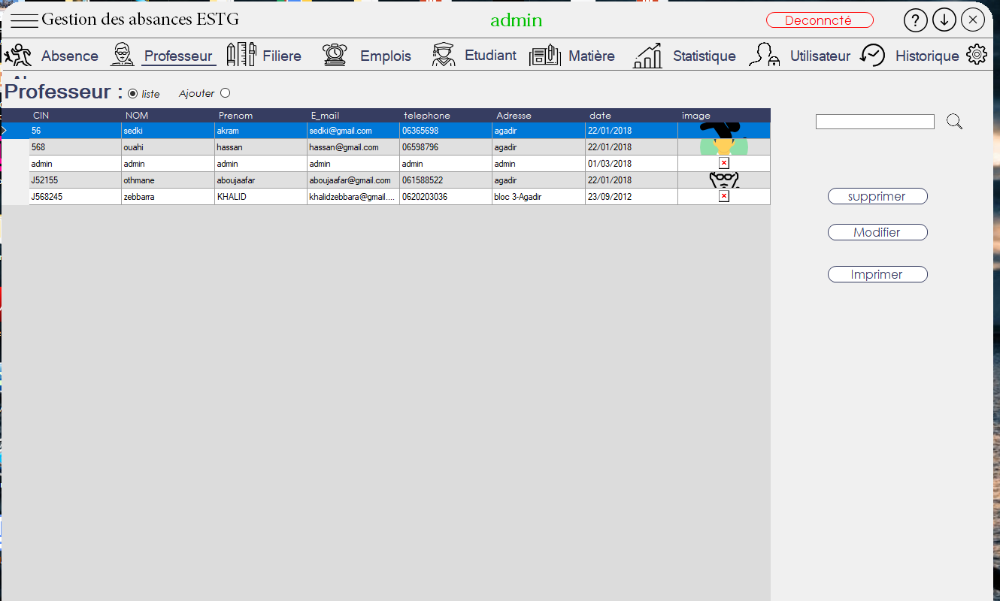 Gestion des absances ESTG admin Deconncté ?
Absence Professeur Filiere Emplois Etudiant Matière Statistique Utilisateur Historique
Professeur : liste Ajouter
CIN NOM Prenom E_mail telephone Adresse date image
56 sedki akram sedki@gmail.com 06365698 agadir 22/01/2018
568 ouahi hassan hassan@gmail.com 06598796 agadir 22/01/2018
admin admin admin admin admin admin 01/03/2018
J52155 othmane aboujaafar aboujaafar@gmail.com 061588522 agadir 22/01/2018
J568245 zebbarra KHALID khalidzebbara@gmail.... 0620203036 bloc 3-Agadir 23/09/2012
supprimer
Modifier
Imprimer